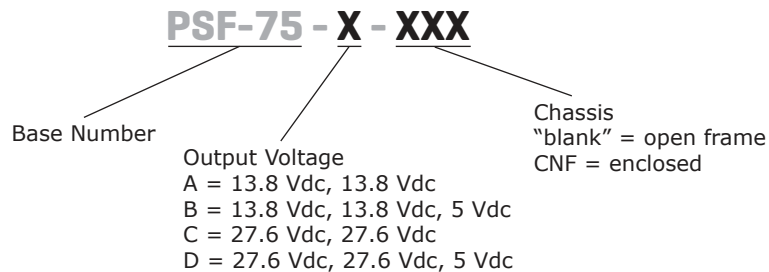 PSF-75 - X - XXX
Base Number
Output Voltage
A = 13.8 Vdc, 13.8 Vdc
B = 13.8 Vdc, 13.8 Vdc, 5 Vdc
C = 27.6 Vdc, 27.6 Vdc
D = 27.6 Vdc, 27.6 Vdc, 5 Vdc
Chassis
“blank” = open frame
CNF = enclosed